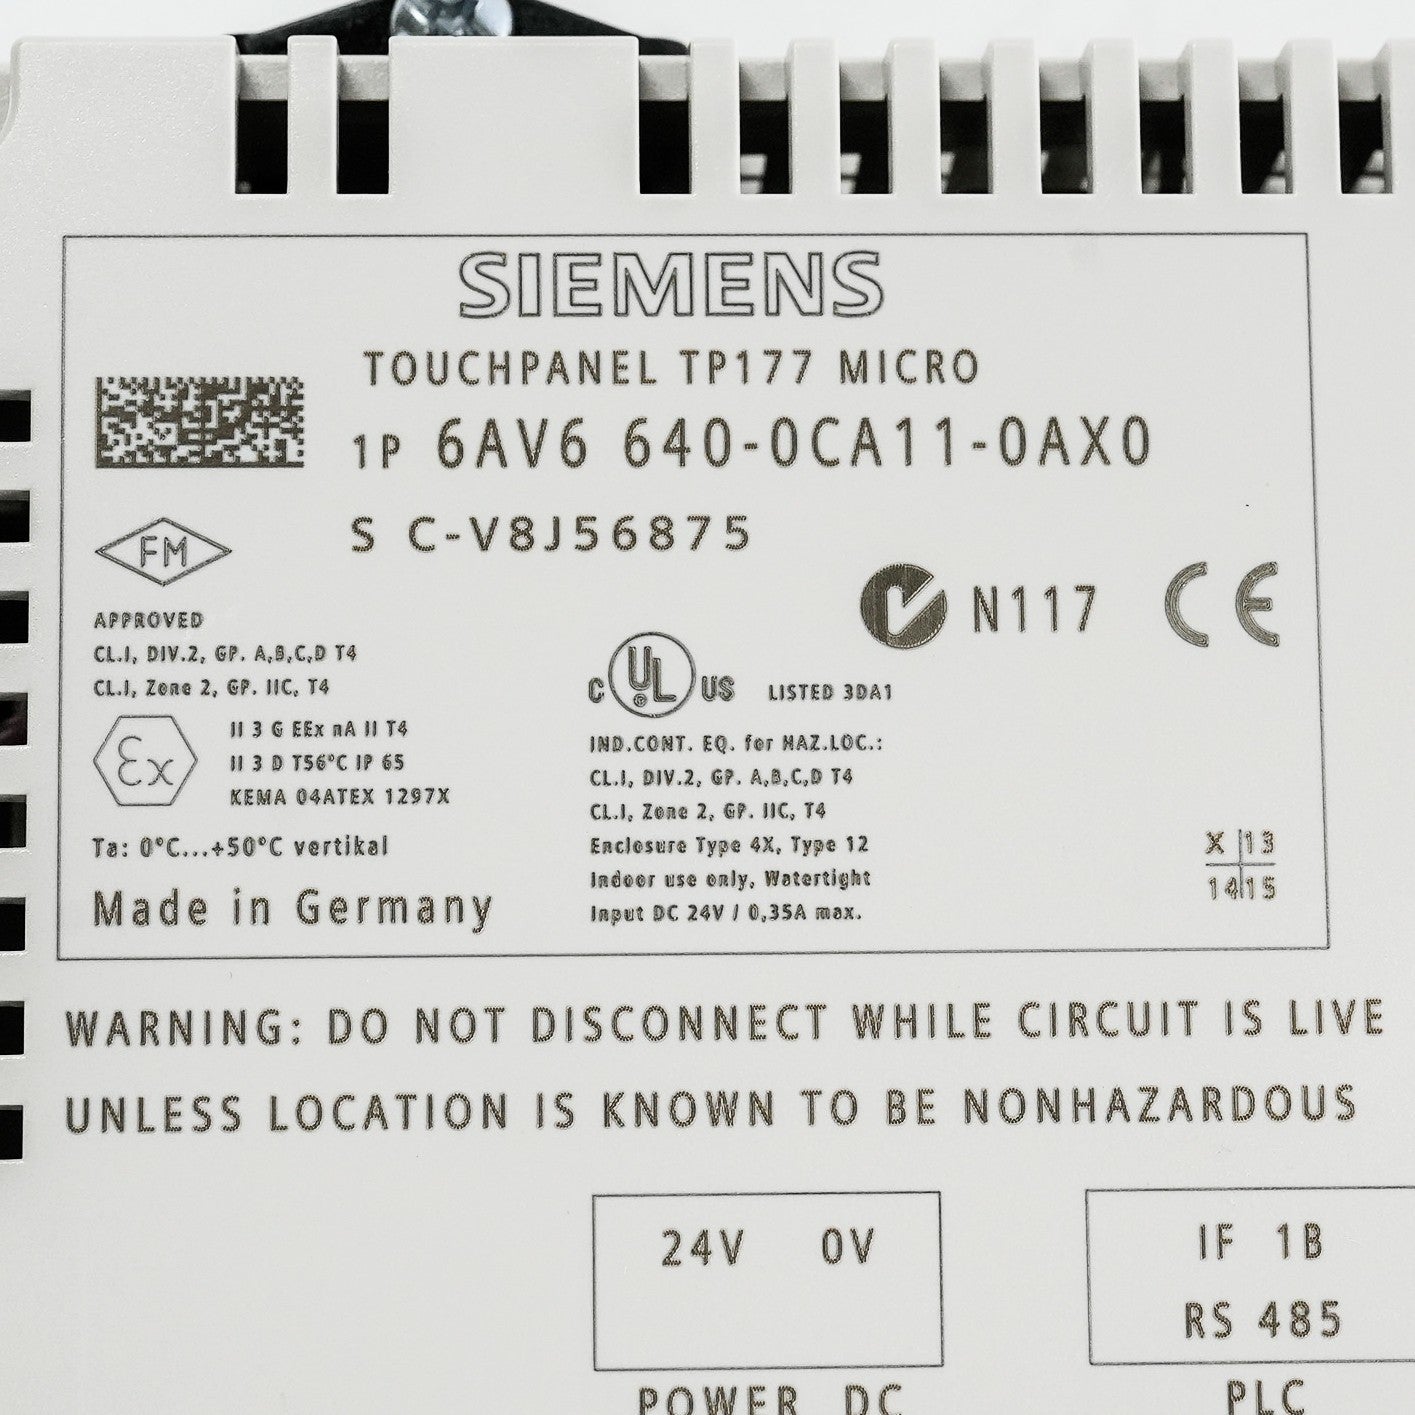 SIEMENS
TOUCHPANEL TP177 MICRO
1P 6AV6 640-0CA11-0AX0
S C-V8J56875
FM
N117 CE
APPROVED
CL.I, DIV.2, GP. A,B,C,D T4
CL.I, Zone 2, GP. IIC, T4
C UL ® US LISTED 3DA1
Ex
II 3 G EEx nA II T4
II 3 D T56°C IP 65
KEMA 04ATEX 1297X
IND.CONT. EQ. for HAZ.LOC.:
CL.I, DIV.2, GP. A,B,C,D T4
CL.I, Zone 2, GP. IIC, T4
Enclosure Type 4X, Type 12
Indoor use only, Watertight
Input DC 24V / 0,35A max.
Ta: 0°C...+50°C vertikal
Made in Germany
X 13
14 15
WARNING: DO NOT DISCONNECT WHILE CIRCUIT IS LIVE
UNLESS LOCATION IS KNOWN TO BE NONHAZARDOUS
24V 0V
POWER DC
IF 1B
RS 485
PLC